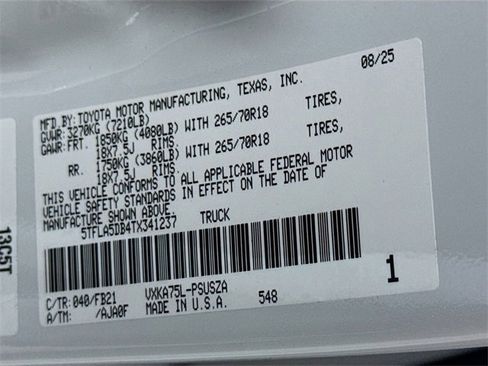 08/25
MFD.BY: TOYOTA MOTOR MANUFACTURING, TEXAS, INC.
GVWR: 3270KG (7210LB)
GAWR: FRT. 1850KG (4080LB) WITH 265/70R18 TIRES,
18X7.5J RIMS.
RR. 1750KG (3860LB) WITH 265/70R18 TIRES,
18X7.5J RIMS.
THIS VEHICLE CONFORMS TO ALL APPLICABLE FEDERAL MOTOR
VEHICLE SAFETY STANDARDS IN EFFECT ON THE DATE OF
MANUFACTURE SHOWN ABOVE.
5TFLA5DB4TX341237 TRUCK
C/TR: 040/FB21 VXKA75L-PSUSZA
A/TM: /AJA0F MADE IN U.S.A. 548 1
13C5T